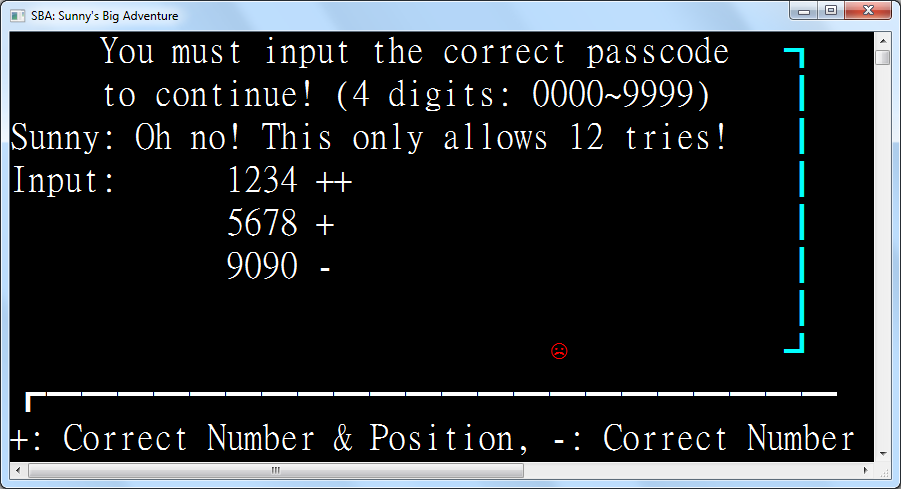 SBA: Sunny's Big Adventure
You must input the correct passcode
to continue! (4 digits: 0000~9999)
Sunny: Oh no! This only allows 12 tries!
Input: 1234 ++
5678 +
9090 -
+: Correct Number & Position, -: Correct Number